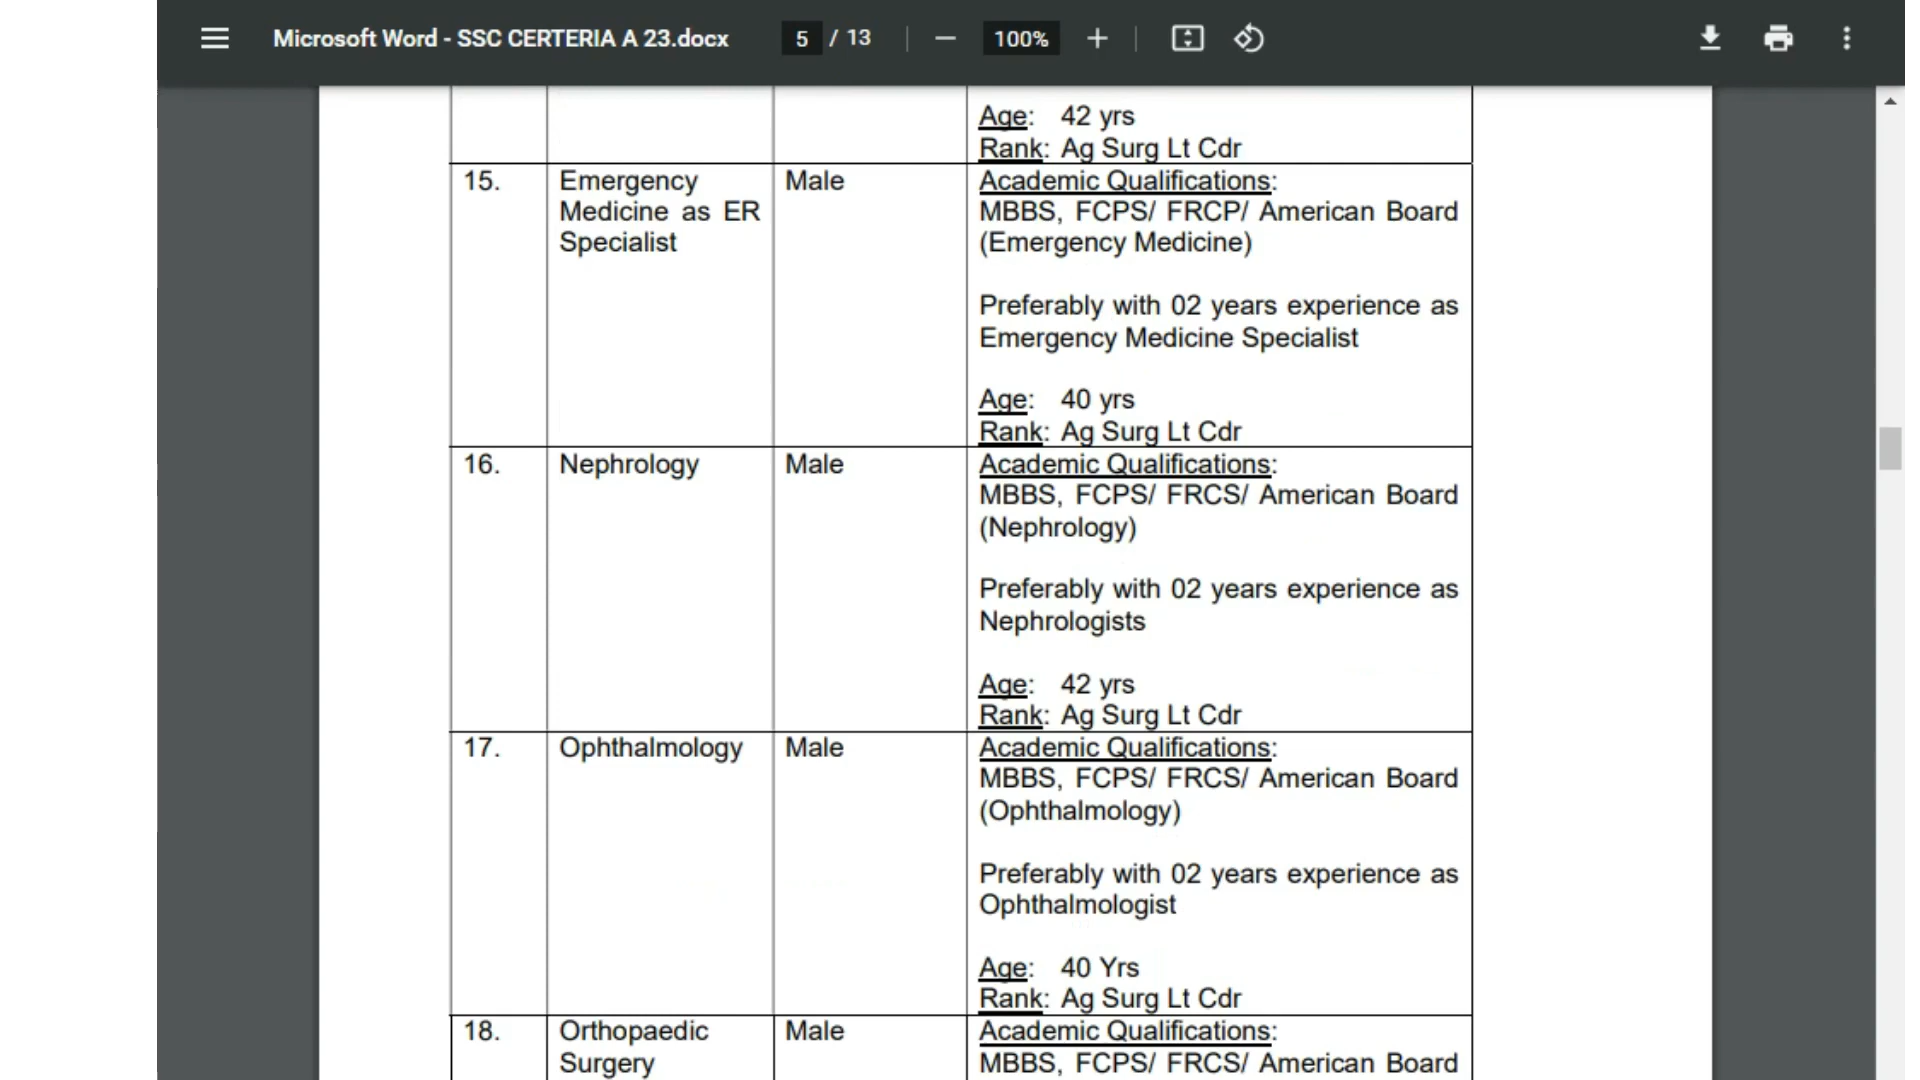 Microsoft Word - SSC CERTERIA A 23.docx 5 / 13 100%
Age: 42 yrs
Rank: Ag Surg Lt Cdr
15. Emergency Medicine as ER Specialist Male Academic Qualifications:
MBBS, FCPS/ FRCP/ American Board
(Emergency Medicine)
Preferably with 02 years experience as
Emergency Medicine Specialist
Age: 40 yrs
Rank: Ag Surg Lt Cdr
16. Nephrology Male Academic Qualifications:
MBBS, FCPS/ FRCS/ American Board
(Nephrology)
Preferably with 02 years experience as
Nephrologists
Age: 42 yrs
Rank: Ag Surg Lt Cdr
17. Ophthalmology Male Academic Qualifications:
MBBS, FCPS/ FRCS/ American Board
(Ophthalmology)
Preferably with 02 years experience as
Ophthalmologist
Age: 40 Yrs
Rank: Ag Surg Lt Cdr
18. Orthopaedic Surgery Male Academic Qualifications:
MBBS, FCPS/ FRCS/ American Board